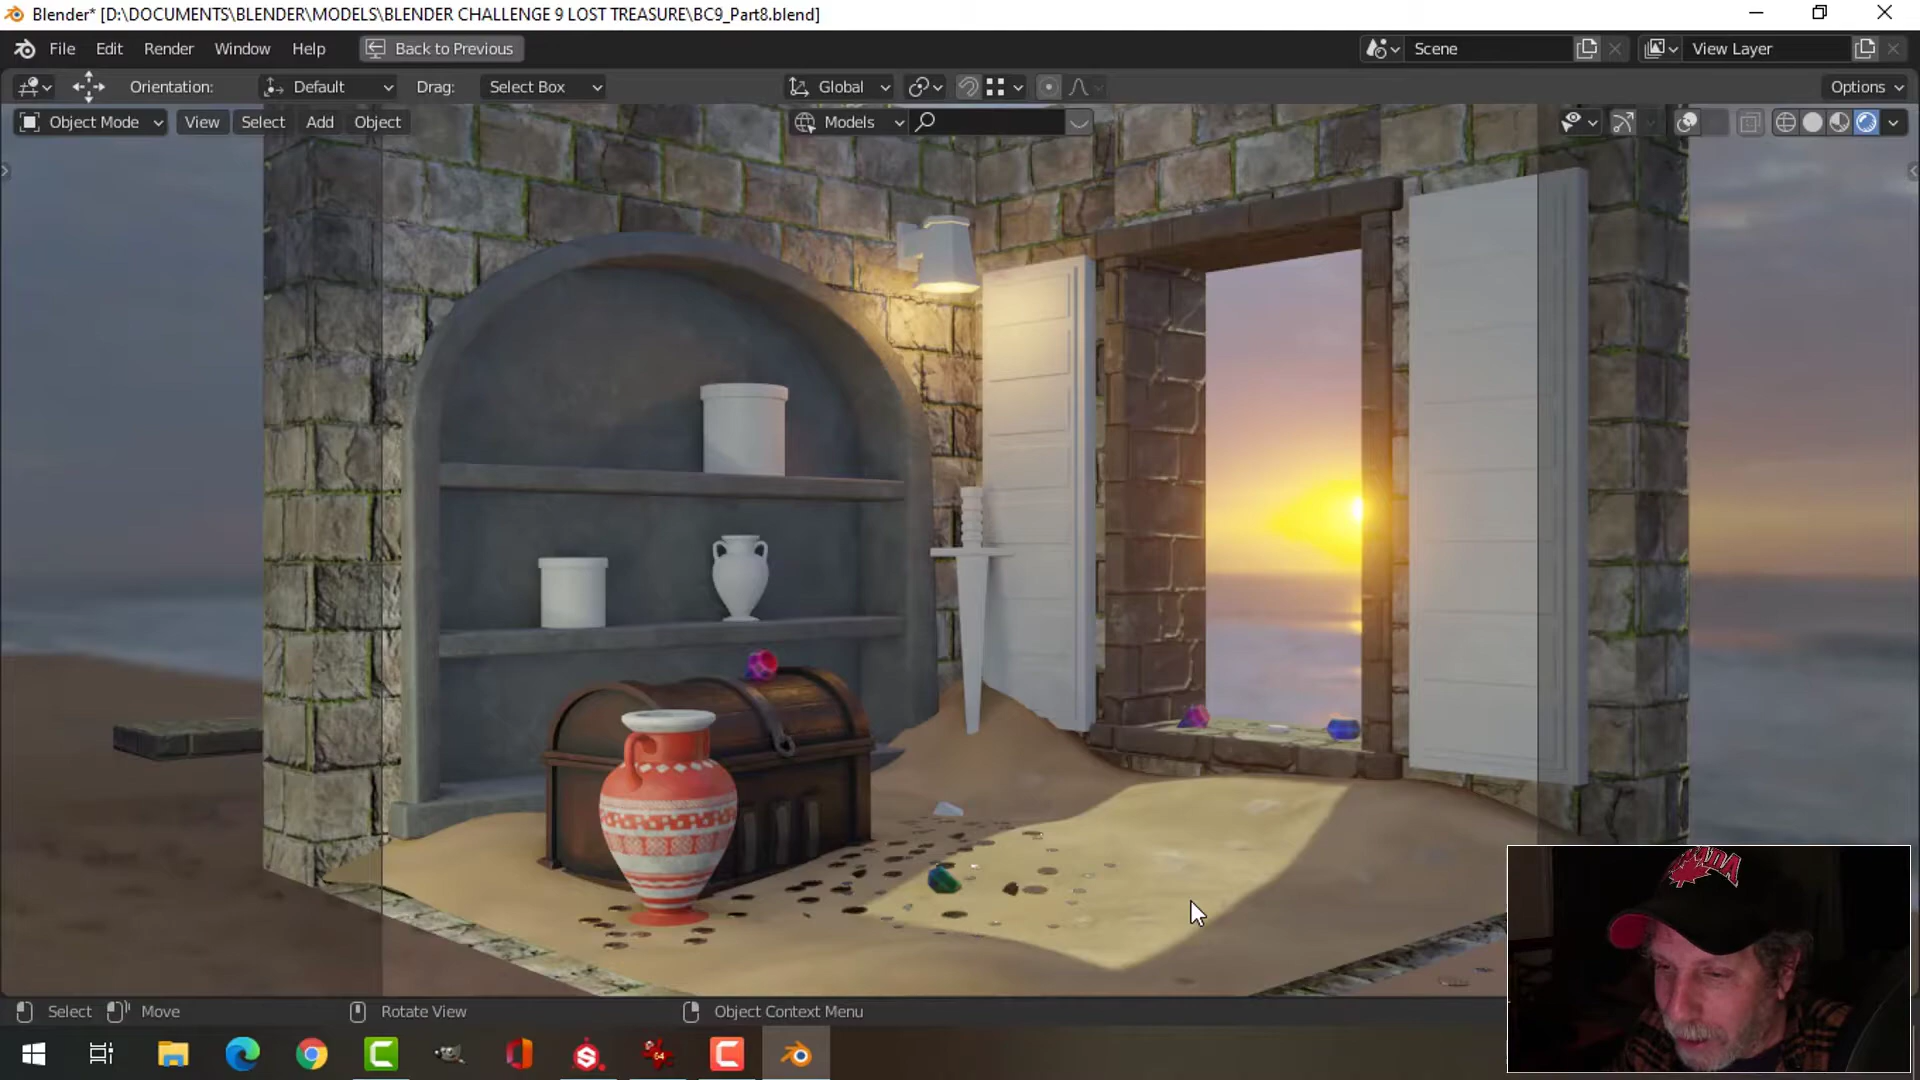 Blender* [D:\DOCUMENTS\BLENDER\MODELS\BLENDER CHALLENGE 9 LOST TREASURE\BC9_Part8.blend]
File Edit Render Window Help Back to Previous Scene View Layer
Orientation: Default Drag: Select Box Global Options
Object Mode View Select Add Object Models
Select Move Rotate View Object Context Menu
64